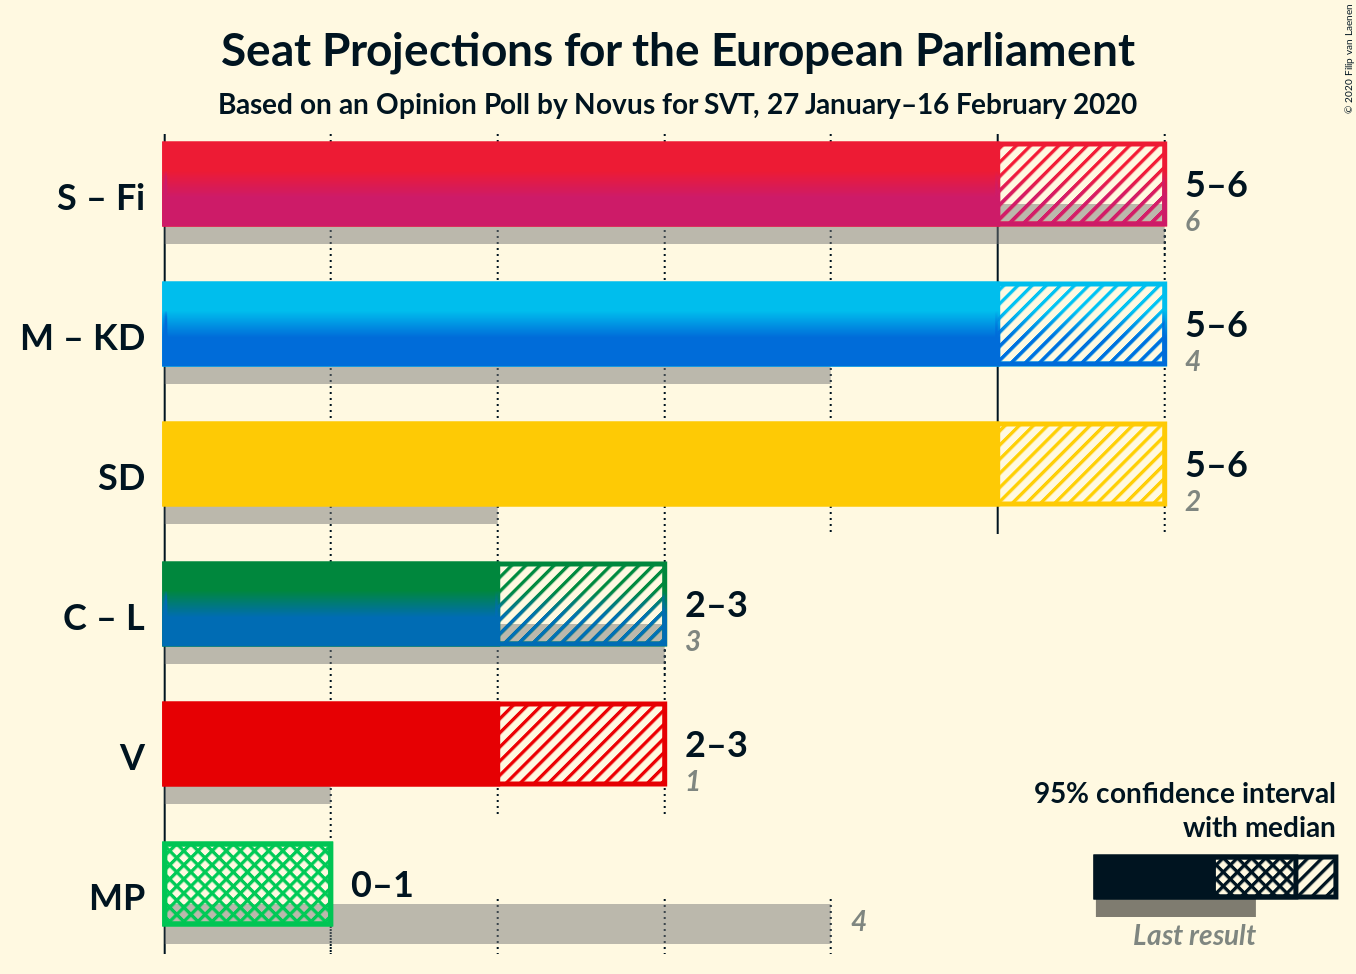 Seat Projections for the European Parliament
Based on an Opinion Poll by Novus for SVT, 27 January–16 February 2020
© 2020 Filip van Laenen
S – Fi
5–6
6
M – KD
5–6
4
SD
5–6
2
C – L
2–3
3
V
2–3
1
MP
0–1
4
95% confidence interval
with median
Last result